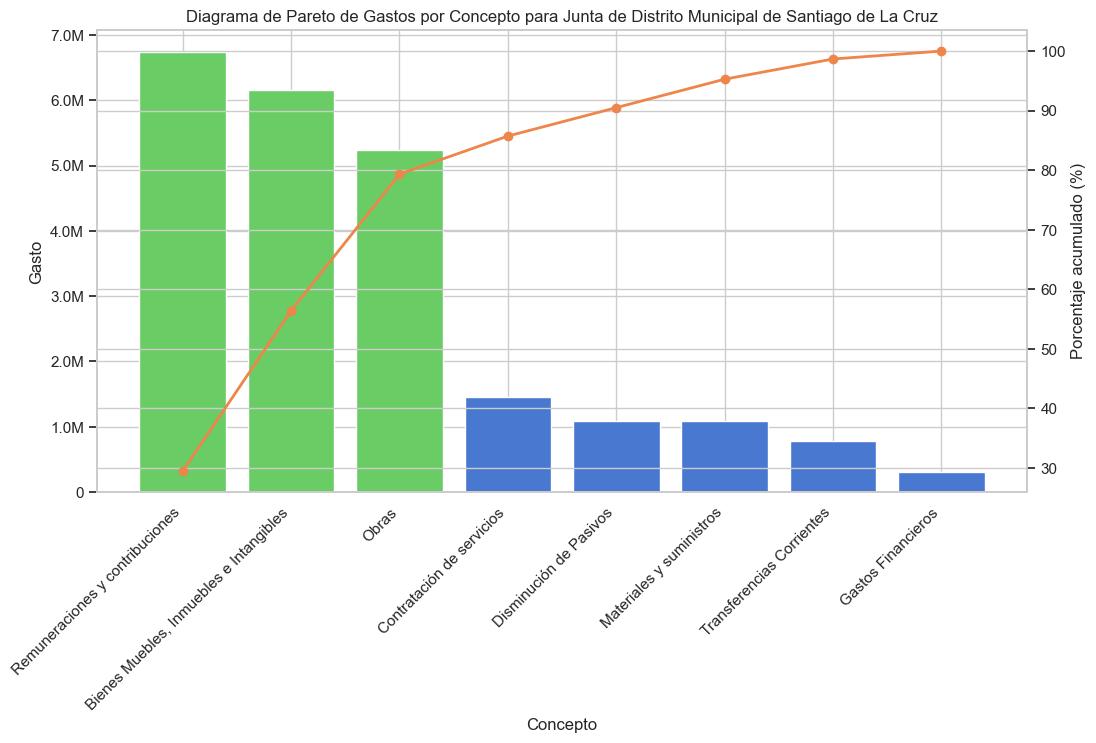 Diagrama de Pareto de Gastos por Concepto para Junta de Distrito Municipal de Santiago de La Cruz
7.0M
6.0M
5.0M
4.0M
3.0M
2.0M
1.0M
0
Gasto
100
90
80
70
60
50
40
30
Porcentaje acumulado (%)
Remuneraciones y contribuciones
Bienes Muebles, Inmuebles e Intangibles
Obras
Contratación de servicios
Disminución de Pasivos
Materiales y suministros
Transferencias Corrientes
Gastos Financieros
Concepto